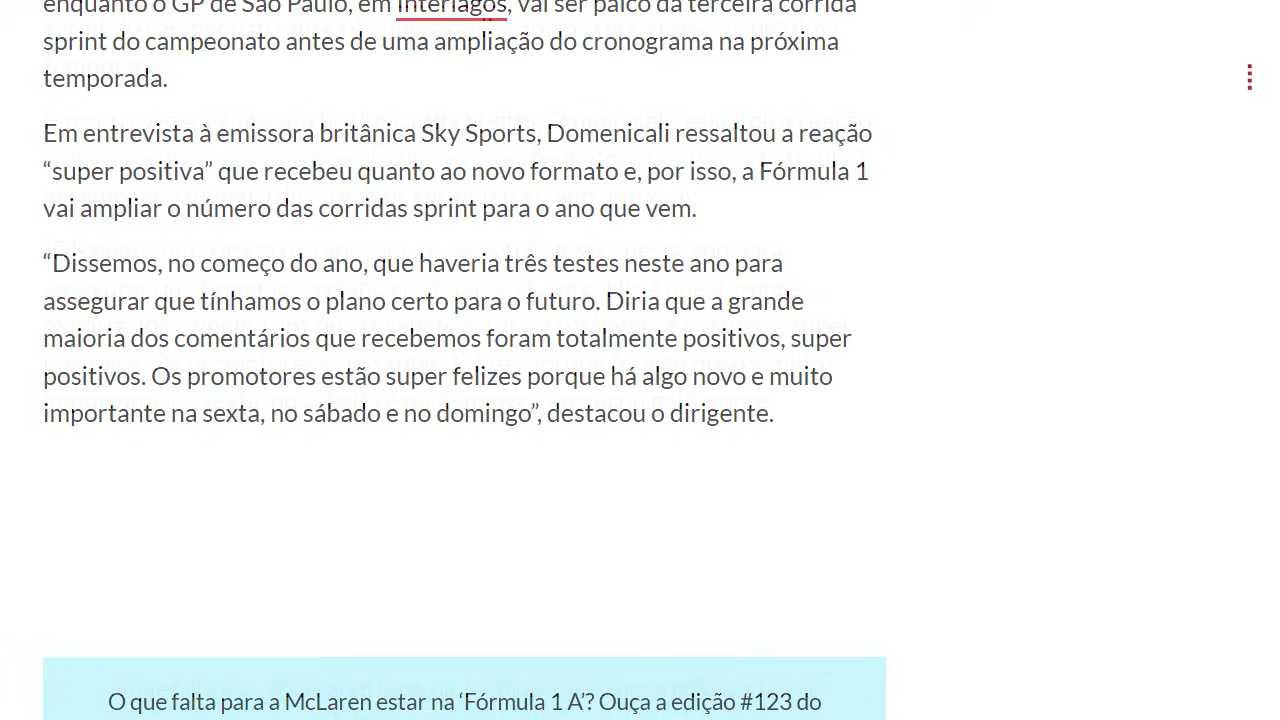 enquanto o GP de São Paulo, em Interlagos, vai ser palco da terceira corrida
sprint do campeonato antes de uma ampliação do cronograma na próxima
temporada.
Em entrevista à emissora britânica Sky Sports, Domenicali ressaltou a reação
“super positiva” que recebeu quanto ao novo formato e, por isso, a Fórmula 1
vai ampliar o número das corridas sprint para o ano que vem.
“Dissemos, no começo do ano, que haveria três testes neste ano para
assegurar que tínhamos o plano certo para o futuro. Diria que a grande
maioria dos comentários que recebemos foram totalmente positivos, super
positivos. Os promotores estão super felizes porque há algo novo e muito
importante na sexta, no sábado e no domingo”, destacou o dirigente.
O que falta para a McLaren estar na ‘Fórmula 1 A’? Ouça a edição #123 do